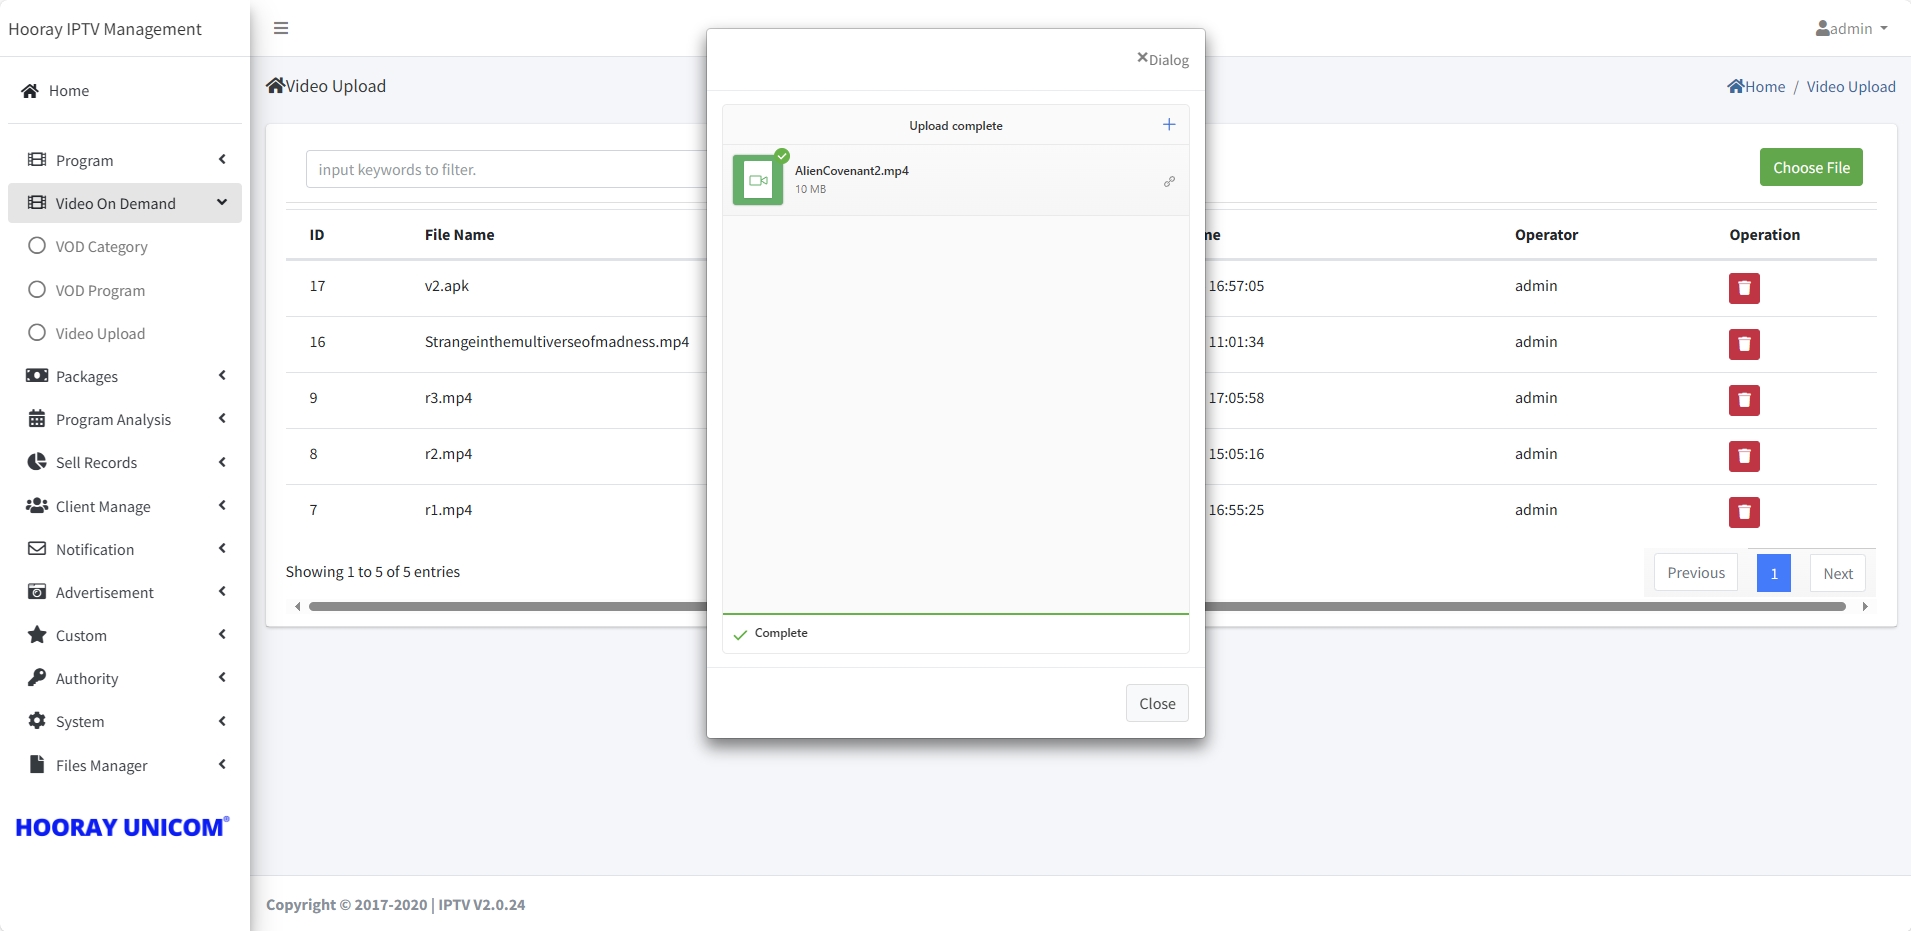 Hooray IPTV Management
admin
Home
Program
Video On Demand
VOD Category
VOD Program
Video Upload
Packages
Program Analysis
Sell Records
Client Manage
Notification
Advertisement
Custom
Authority
System
Files Manager
HOORAY UNICOM®
Video Upload
Home / Video Upload
input keywords to filter.
Choose File
ID File Name me Operator Operation
17 v2.apk 16:57:05 admin
16 Strangeinthemultiverseofmadness.mp4 11:01:34 admin
9 r3.mp4 17:05:58 admin
8 r2.mp4 15:05:16 admin
7 r1.mp4 16:55:25 admin
Showing 1 to 5 of 5 entries
Previous 1 Next
×Dialog
Upload complete
AlienCovenant2.mp4
10 MB
Complete
Close
Copyright © 2017-2020 | IPTV V2.0.24